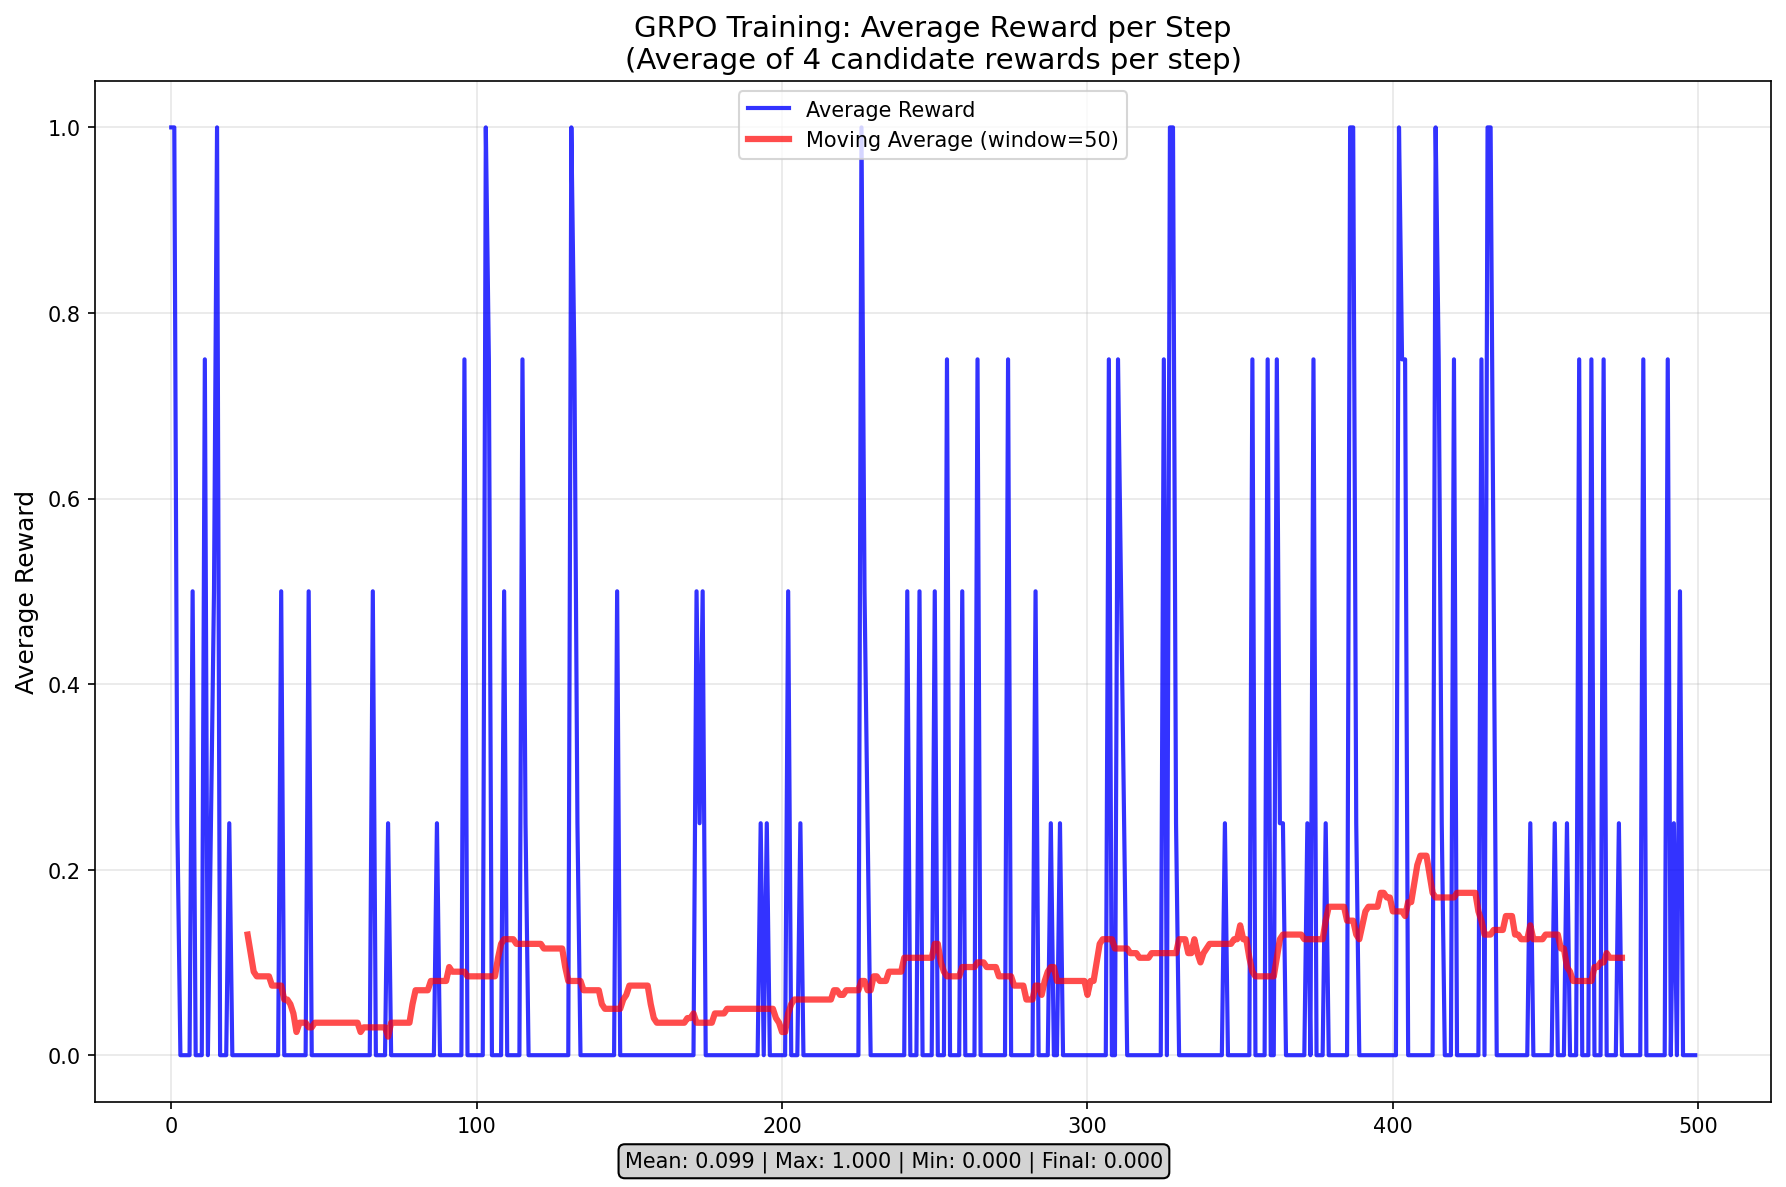 GRPO Training: Average Reward per Step
(Average of 4 candidate rewards per step)
Average Reward
Moving Average (window=50)
1.0
0.8
0.6
0.4
0.2
0.0
Average Reward
0
100
200
300
400
500
Mean: 0.099 | Max: 1.000 | Min: 0.000 | Final: 0.000